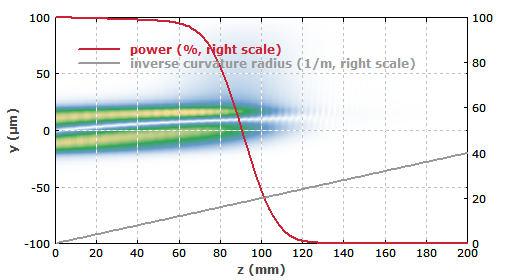 100
50
0
-50
-100
y (μm)
power (%, right scale)
inverse curvature radius (1/m, right scale)
100
80
60
40
20
0
0 20 40 60 80 100 120 140 160 180 200
z (mm)